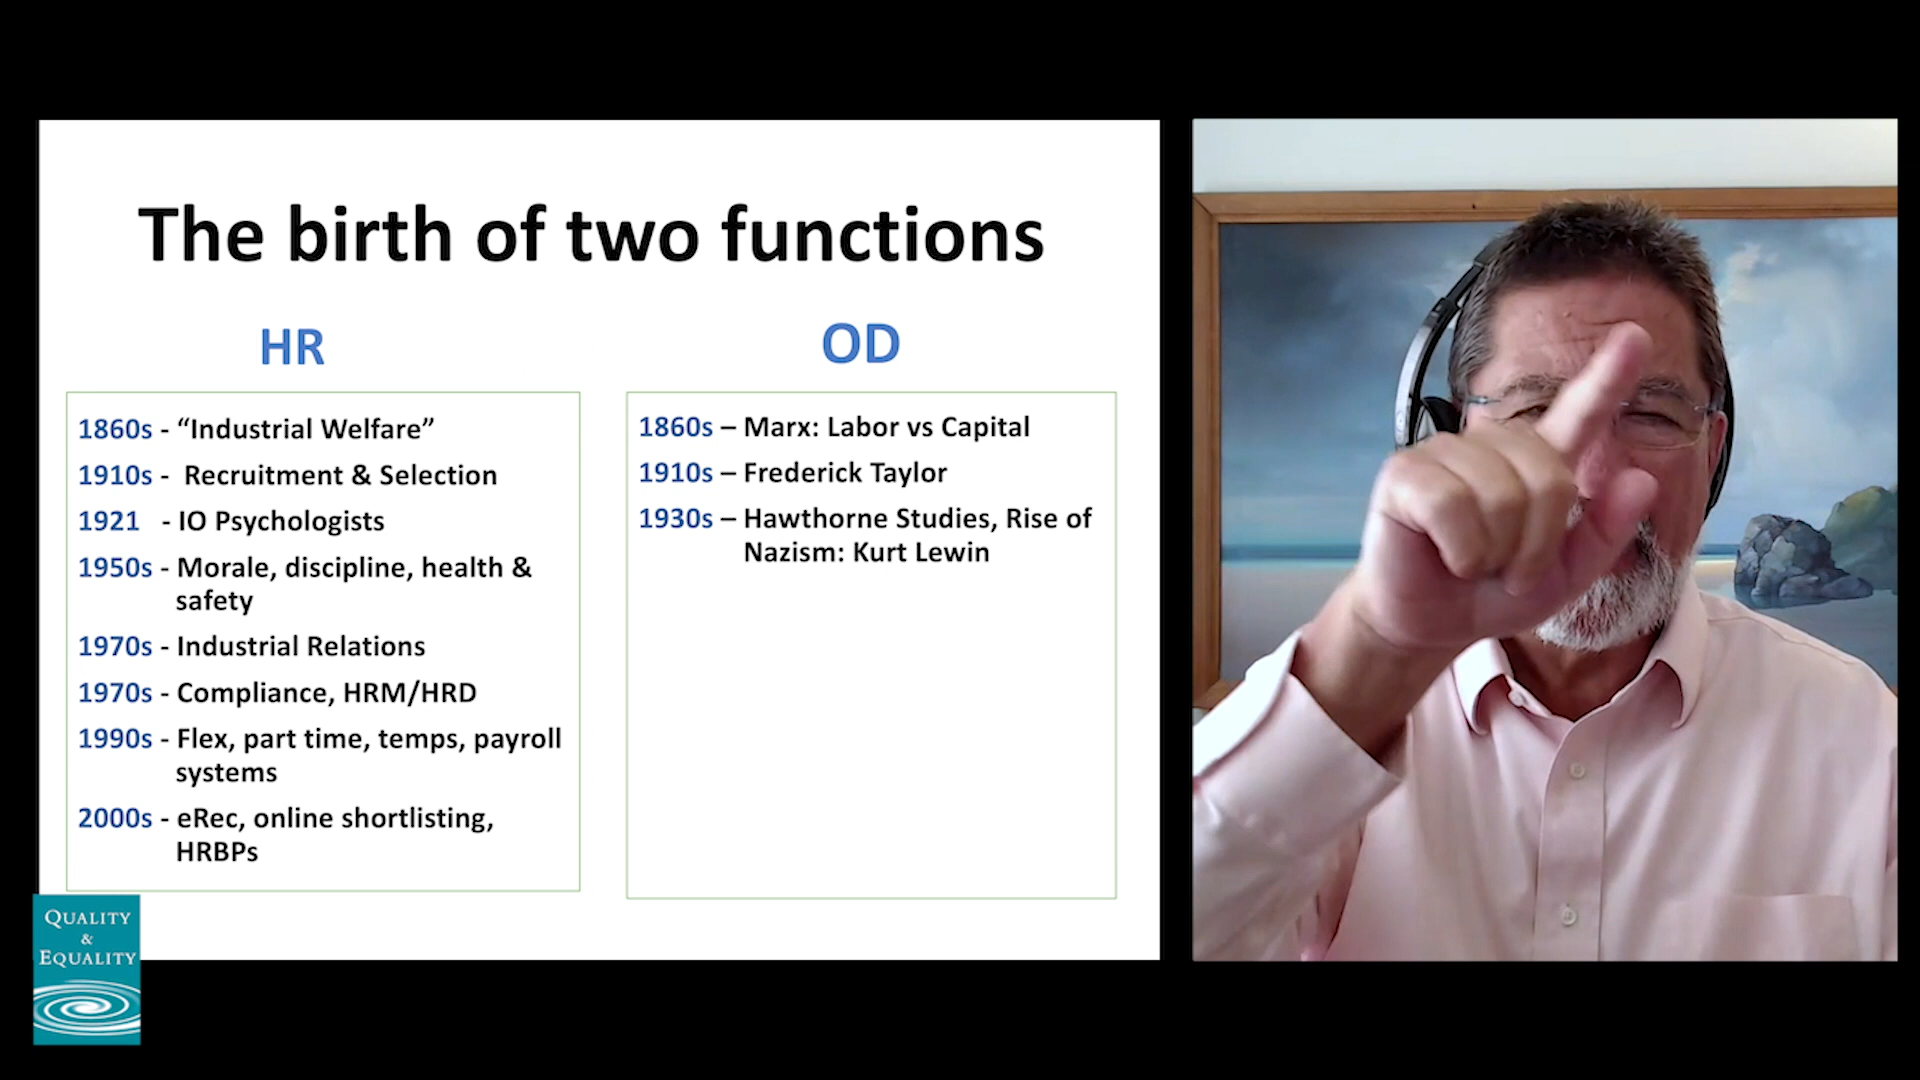 The birth of two functions
HR
1860s - “Industrial Welfare”
1910s - Recruitment & Selection
1921 - IO Psychologists
1950s - Morale, discipline, health &
safety
1970s - Industrial Relations
1970s - Compliance, HRM/HRD
1990s - Flex, part time, temps, payroll
systems
2000s - eRec, online shortlisting,
HRBPs
OD
1860s – Marx: Labor vs Capital
1910s – Frederick Taylor
1930s – Hawthorne Studies, Rise of
Nazism: Kurt Lewin
QUALITY
&
EQUALITY